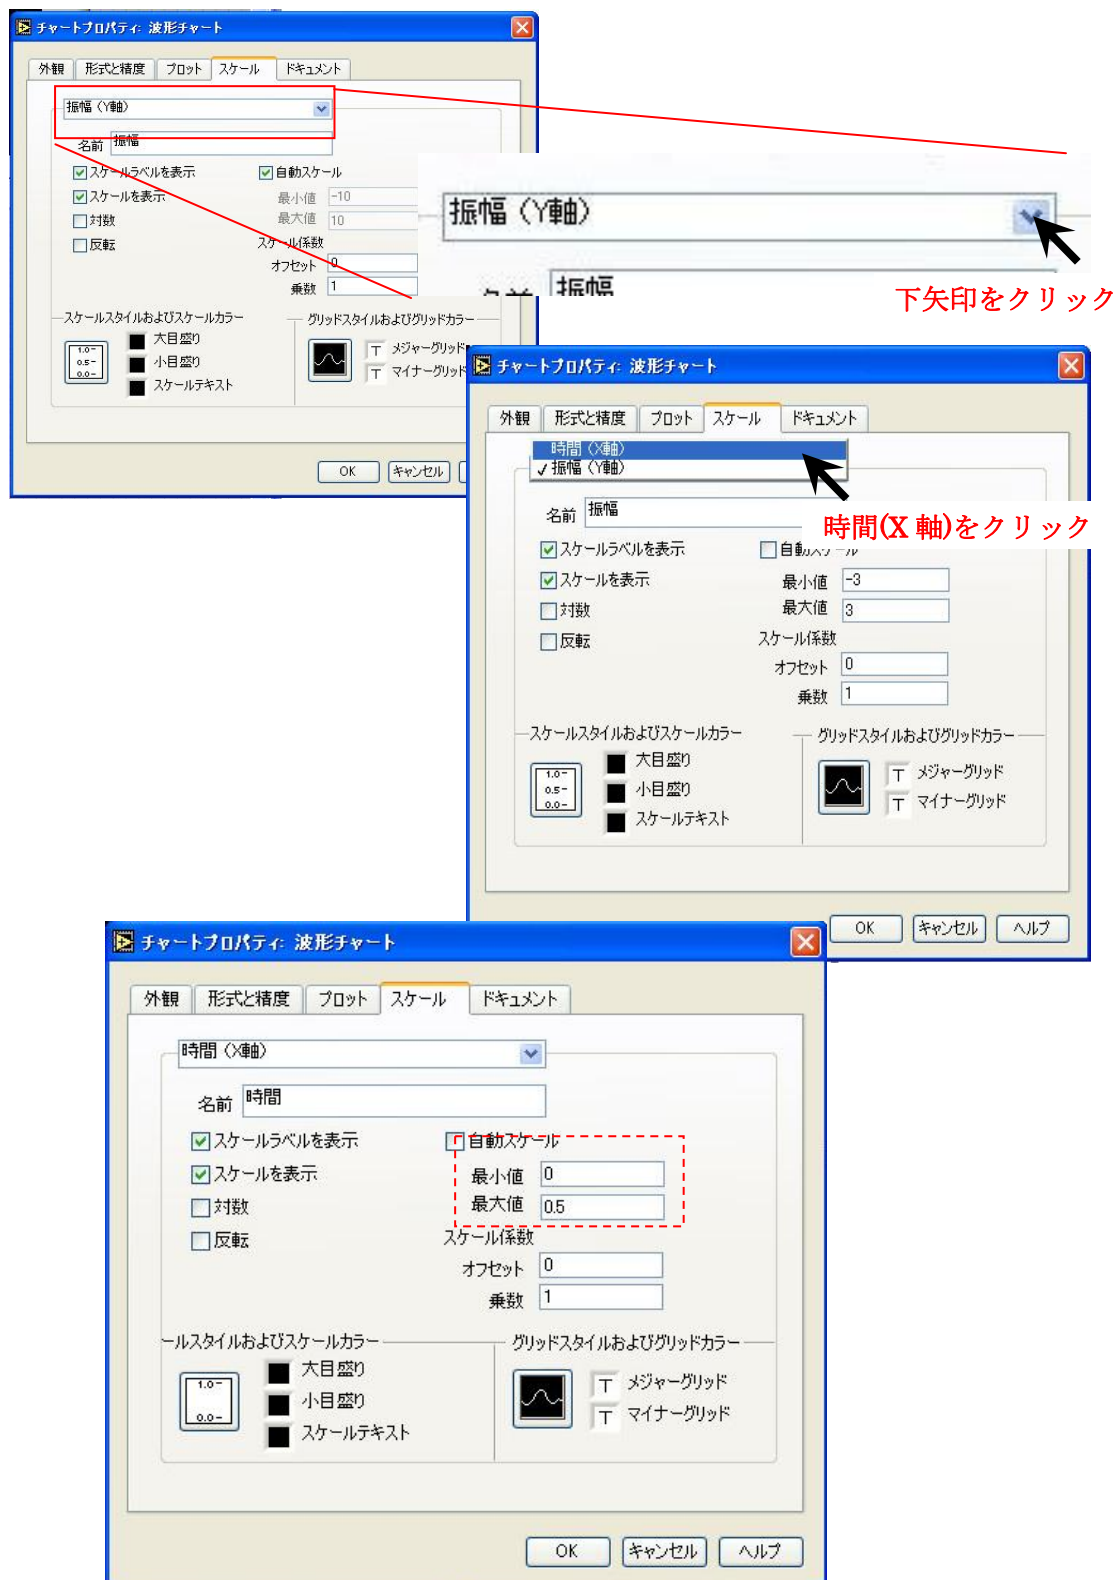 チャートプロパティ: 波形チャート
外観 形式と精度 プロット スケール ドキュメント
振幅 (Y軸)
名前 振幅
スケールラベルを表示 自動スケール
スケールを表示 最小値 -10
対数 最大値 10
反転 スケール係数
オフセット 0
乗数 1
スケールスタイルおよびスケールカラー グリッドスタイルおよびグリッドカラー
1.0
0.5
0.0
大目盛り メジャーグリッド
小目盛り マイナーグリッド
スケールテキスト
OK キャンセル
振幅 (Y軸)
振幅
下矢印をクリック
チャートプロパティ: 波形チャート
外観 形式と精度 プロット スケール ドキュメント
時間 (X軸)
✓ 振幅 (Y軸)
名前 振幅
時間(X 軸)をクリック
スケールラベルを表示 自動スケール
スケールを表示 最小値 -3
対数 最大値 3
反転 スケール係数
オフセット 0
乗数 1
スケールスタイルおよびスケールカラー グリッドスタイルおよびグリッドカラー
1.0
0.5
0.0
大目盛り メジャーグリッド
小目盛り マイナーグリッド
スケールテキスト
OK キャンセル ヘルプ
チャートプロパティ: 波形チャート
外観 形式と精度 プロット スケール ドキュメント
時間 (X軸)
名前 時間
スケールラベルを表示 自動スケール
スケールを表示 最小値 0
対数 最大値 0.5
反転 スケール係数
オフセット 0
乗数 1
ールスタイルおよびスケールカラー グリッドスタイルおよびグリッドカラー
1.0
0.0
大目盛り メジャーグリッド
小目盛り マイナーグリッド
スケールテキスト
OK キャンセル ヘルプ